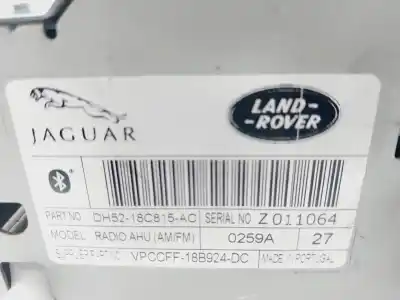 JAGUAR
LAND-
-ROVER
PART NO DH52-18C815-AC SERIAL NO Z011064
MODEL RADIO AHU (AM/FM) 0259A 27
SUPPLIER PART NO. VPCCFF-18B924-DC MADE IN PORTUGAL